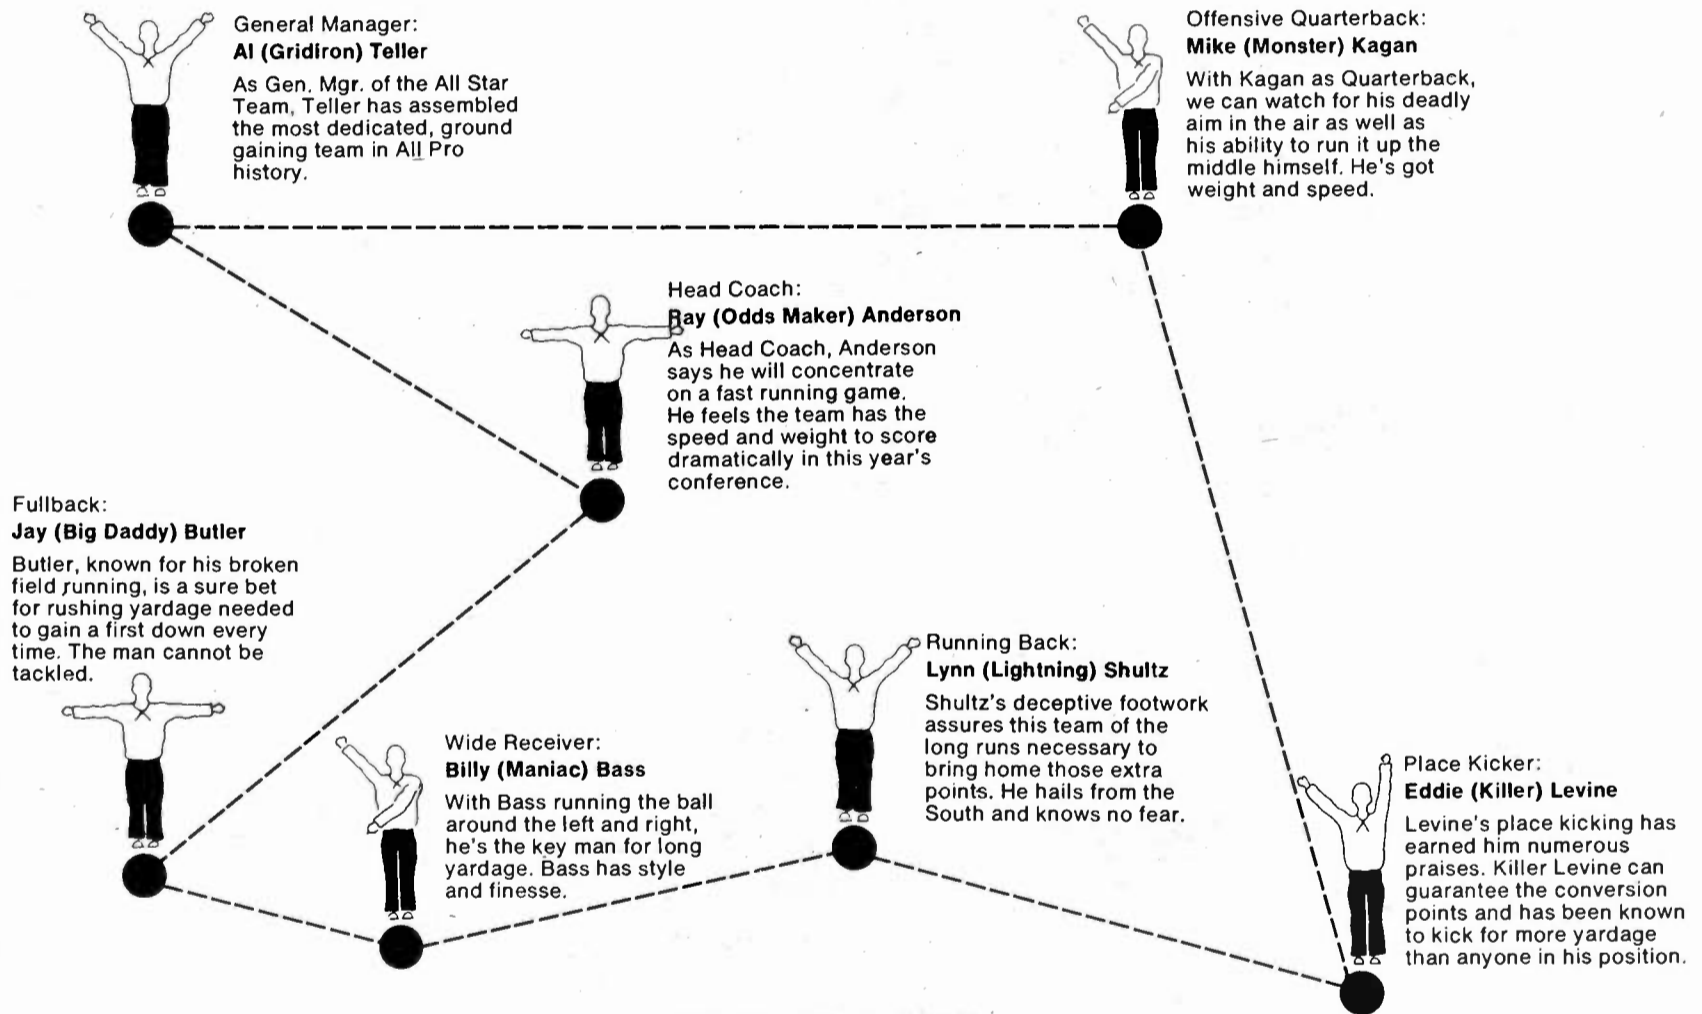 General Manager:
Al (Gridiron) Teller
As Gen. Mgr. of the All Star
Team, Teller has assembled
the most dedicated, ground
gaining team in All Pro
history.
Offensive Quarterback:
Mike (Monster) Kagan
With Kagan as Quarterback,
we can watch for his deadly
aim in the air as well as
his ability to run it up the
middle himself. He's got
weight and speed.
Head Coach:
Ray (Odds Maker) Anderson
As Head Coach, Anderson
says he will concentrate
on a fast running game.
He feels the team has the
speed and weight to score
dramatically in this year's
conference.
Fullback:
Jay (Big Daddy) Butler
Butler, known for his broken
field running, is a sure bet
for rushing yardage needed
to gain a first down every
time. The man cannot be
tackled.
Wide Receiver:
Billy (Maniac) Bass
With Bass running the ball
around the left and right,
he's the key man for long
yardage. Bass has style
and finesse.
Running Back:
Lynn (Lightning) Shultz
Shultz's deceptive footwork
assures this team of the
long runs necessary to
bring home those extra
points. He hails from the
South and knows no fear.
Place Kicker:
Eddie (Killer) Levine
Levine's place kicking has
earned him numerous
praises. Killer Levine can
guarantee the conversion
points and has been known
to kick for more yardage
than anyone in his position.